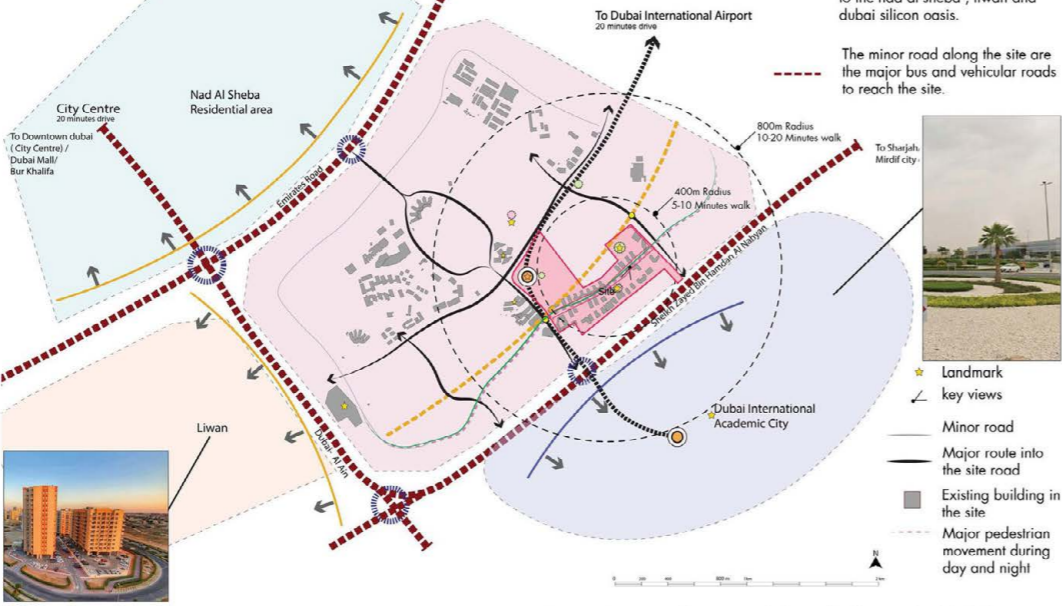 to the nad al sheba , liwan and
dubai silicon oasis.
The minor road along the site are
the major bus and vehicular roads
to reach the site.
To Dubai International Airport
20 minutes drive
City Centre
20 minutes drive
To Downtown dubai
( City Centre) /
Dubai Mall/
Bur Khalifa
Nad Al Sheba
Residential area
Emirates Road
800m Radius
10-20 Minutes walk
400m Radius
5-10 Minutes walk
To Sharjah,
Mirdif city
Site
Sheikh Zayed Bin Hamdan Al Nahyan
Dubai International
Academic City
Liwan
Dubai- Al Ain
Landmark
key views
Minor road
Major route into
the site road
Existing building in
the site
Major pedestrian
movement during
day and night
N